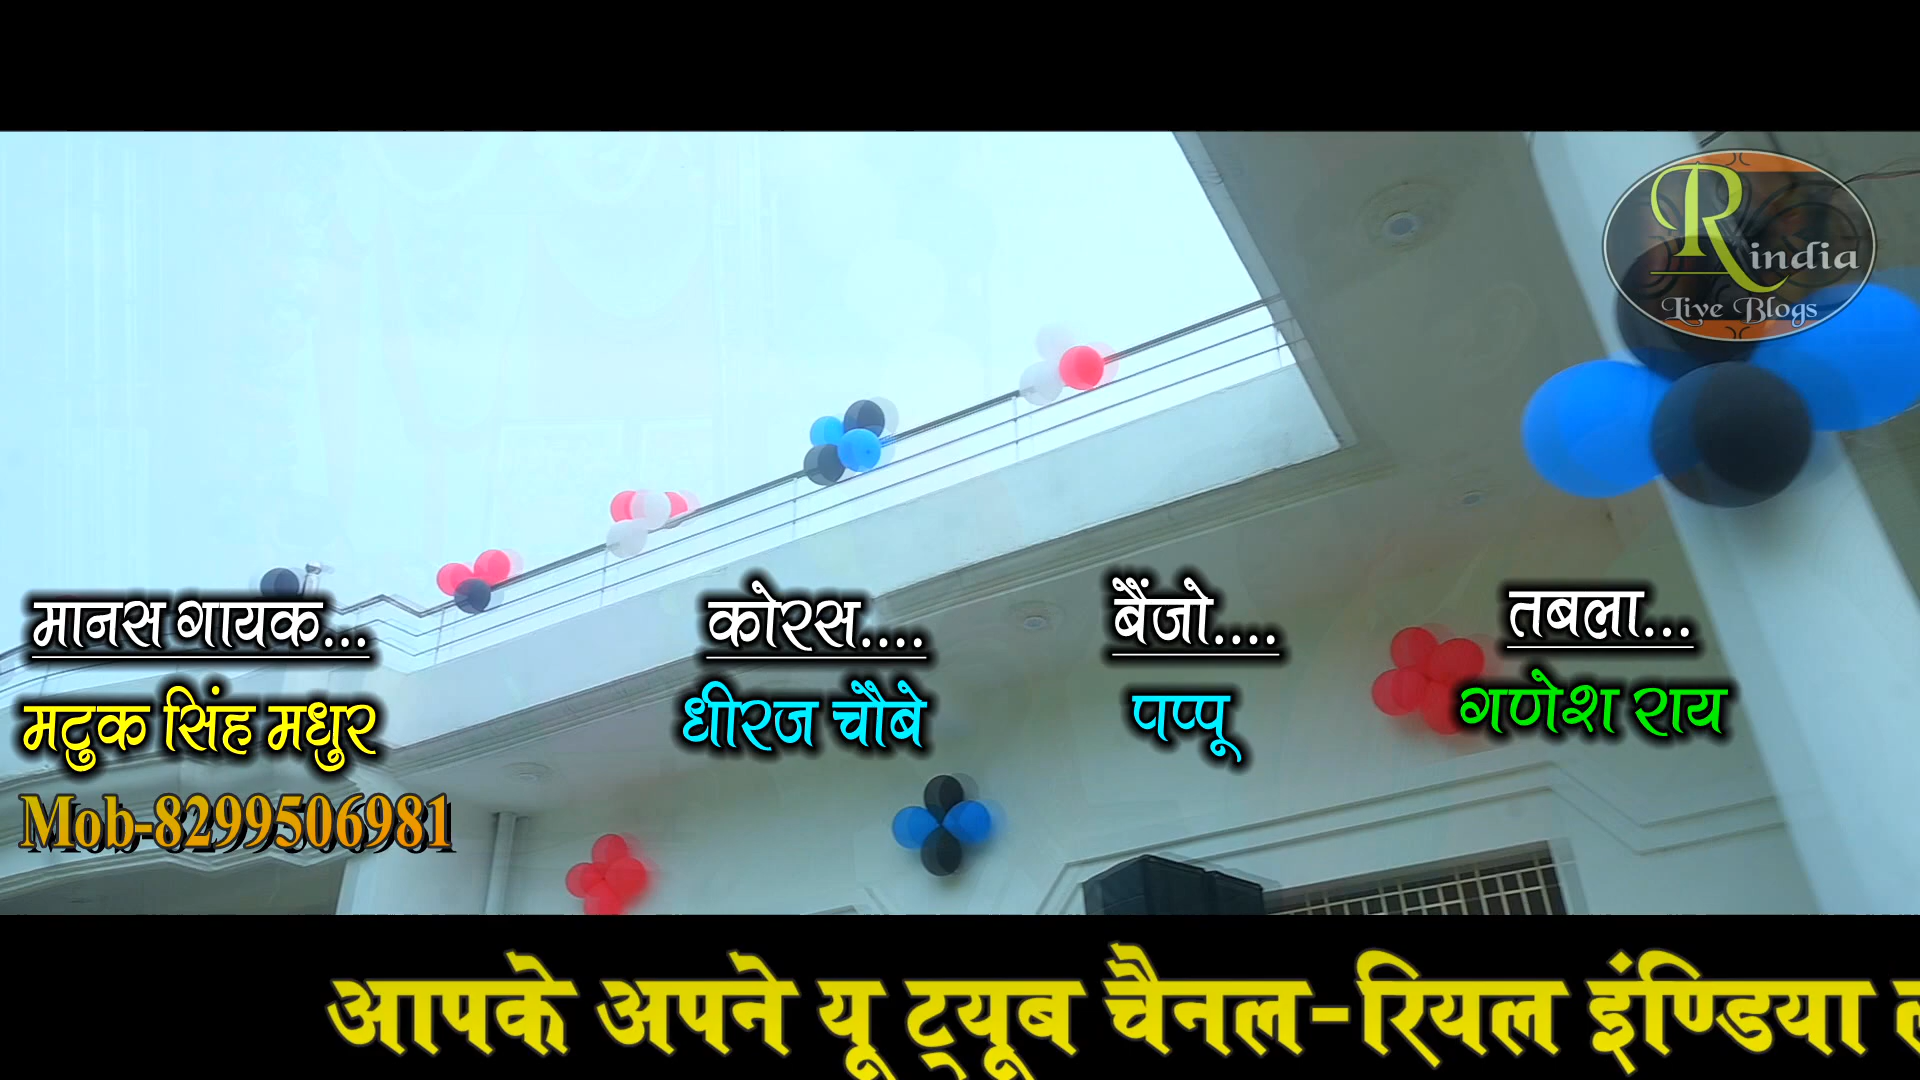 R india
Live Blogs
मानस गायक...
मटुक सिंह मधुर
Mob-8299506981
कोरस....
धीरज चौबे
बैंजो....
पप्पू
तबला...
गणेश राय
आपके अपने यू ट्यूब चैनल-रियल इंण्डिया